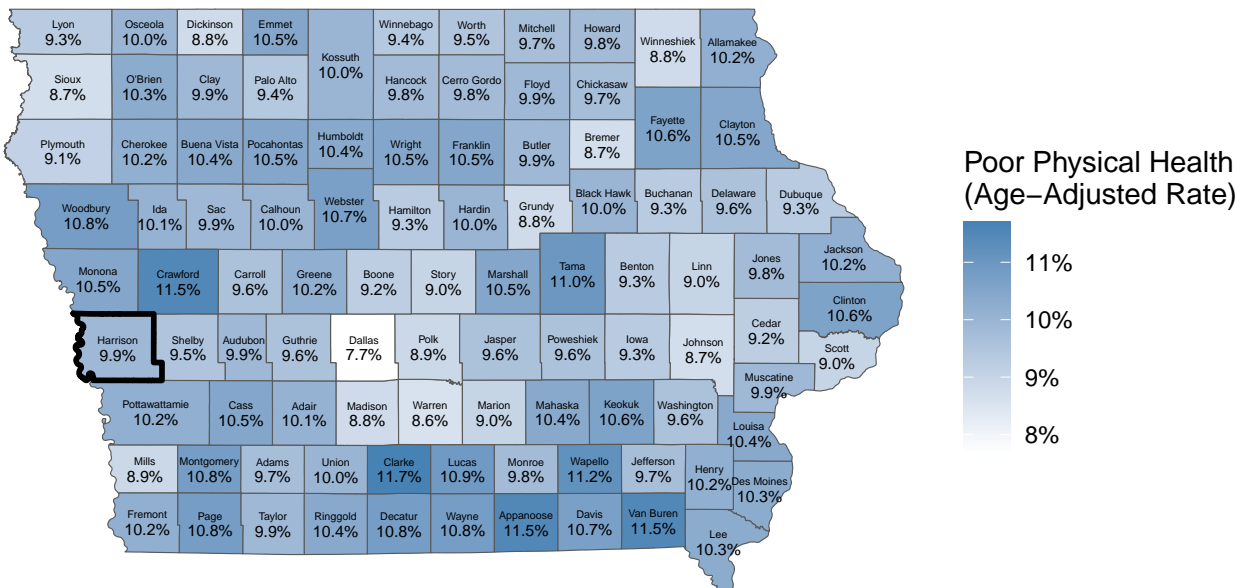 Lyon
9.3%
Osceola
10.0%
Dickinson
8.8%
Emmet
10.5%
Kossuth
10.0%
Winnebago
9.4%
Worth
9.5%
Mitchell
9.7%
Howard
9.8%
Winneshiek
8.8%
Allamakee
10.2%
Sioux
8.7%
O'Brien
10.3%
Clay
9.9%
Palo Alto
9.4%
Hancock
9.8%
Cerro Gordo
9.8%
Floyd
9.9%
Chickasaw
9.7%
Fayette
10.6%
Clayton
10.5%
Plymouth
9.1%
Cherokee
10.2%
Buena Vista
10.4%
Pocahontas
10.5%
Humboldt
10.4%
Wright
10.5%
Franklin
10.5%
Butler
9.9%
Bremer
8.7%
Woodbury
10.8%
Ida
10.1%
Sac
9.9%
Calhoun
10.0%
Webster
10.7%
Hamilton
9.3%
Hardin
10.0%
Grundy
8.8%
Black Hawk
10.0%
Buchanan
9.3%
Delaware
9.6%
Dubuque
9.3%
Monona
10.5%
Crawford
11.5%
Carroll
9.6%
Greene
10.2%
Boone
9.2%
Story
9.0%
Marshall
10.5%
Tama
11.0%
Benton
9.3%
Linn
9.0%
Jones
9.8%
Jackson
10.2%
Clinton
10.6%
Harrison
9.9%
Shelby
9.5%
Audubon
9.9%
Guthrie
9.6%
Dallas
7.7%
Polk
8.9%
Jasper
9.6%
Poweshiek
9.6%
Iowa
9.3%
Johnson
8.7%
Cedar
9.2%
Scott
9.0%
Muscatine
9.9%
Pottawattamie
10.2%
Cass
10.5%
Adair
10.1%
Madison
8.8%
Warren
8.6%
Marion
9.0%
Mahaska
10.4%
Keokuk
10.6%
Washington
9.6%
Louisa
10.4%
Mills
8.9%
Montgomery
10.8%
Adams
9.7%
Union
10.0%
Clarke
11.7%
Lucas
10.9%
Monroe
9.8%
Wapello
11.2%
Jefferson
9.7%
Henry
10.2%
Des Moines
10.3%
Fremont
10.2%
Page
10.8%
Taylor
9.9%
Ringgold
10.4%
Decatur
10.8%
Wayne
10.8%
Appanoose
11.5%
Davis
10.7%
Van Buren
11.5%
Lee
10.3%
Poor Physical Health
(Age−Adjusted Rate)
11%
10%
9%
8%